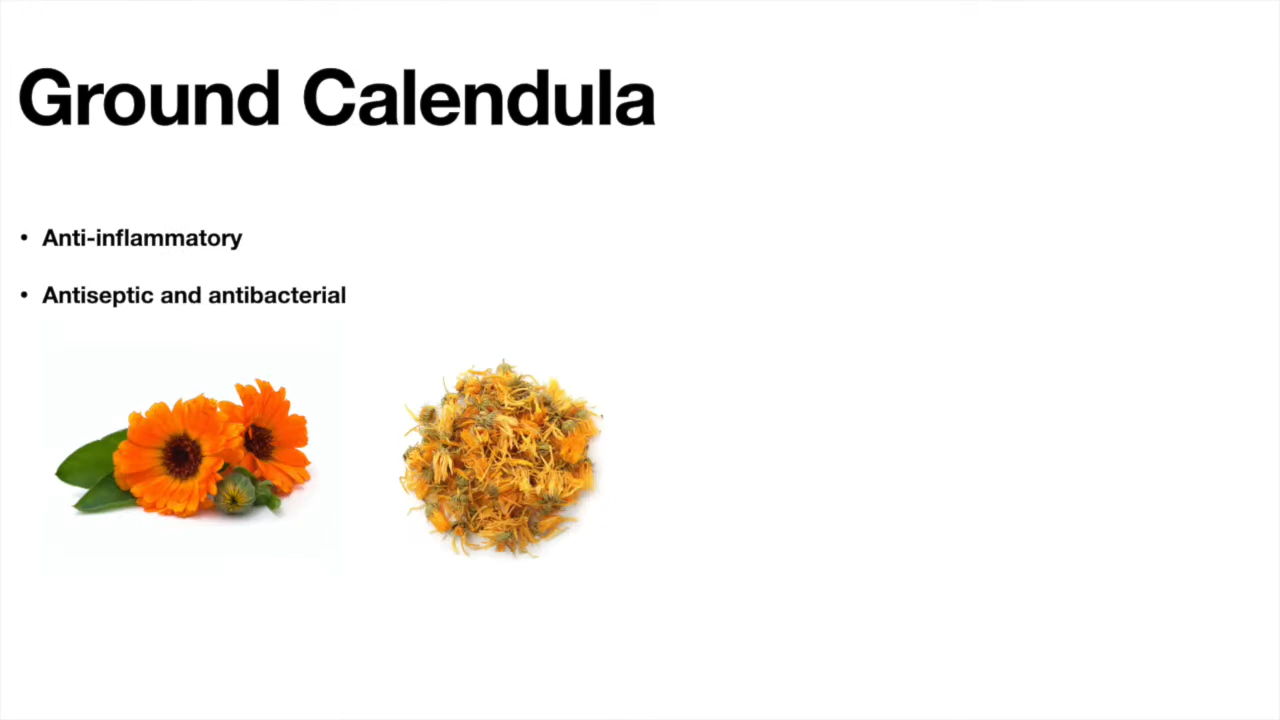 Ground Calendula
• Anti-inflammatory
• Antiseptic and antibacterial